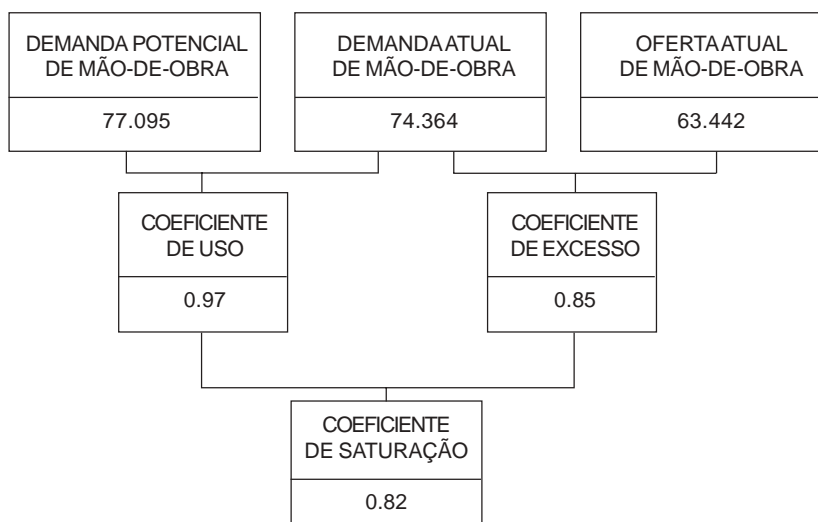 DEMANDA POTENCIAL
DE MÃO-DE-OBRA
77.095
DEMANDA ATUAL
DE MÃO-DE-OBRA
74.364
OFERTA ATUAL
DE MÃO-DE-OBRA
63.442
COEFICIENTE
DE USO
0.97
COEFICIENTE
DE EXCESSO
0.85
COEFICIENTE
DE SATURAÇÃO
0.82